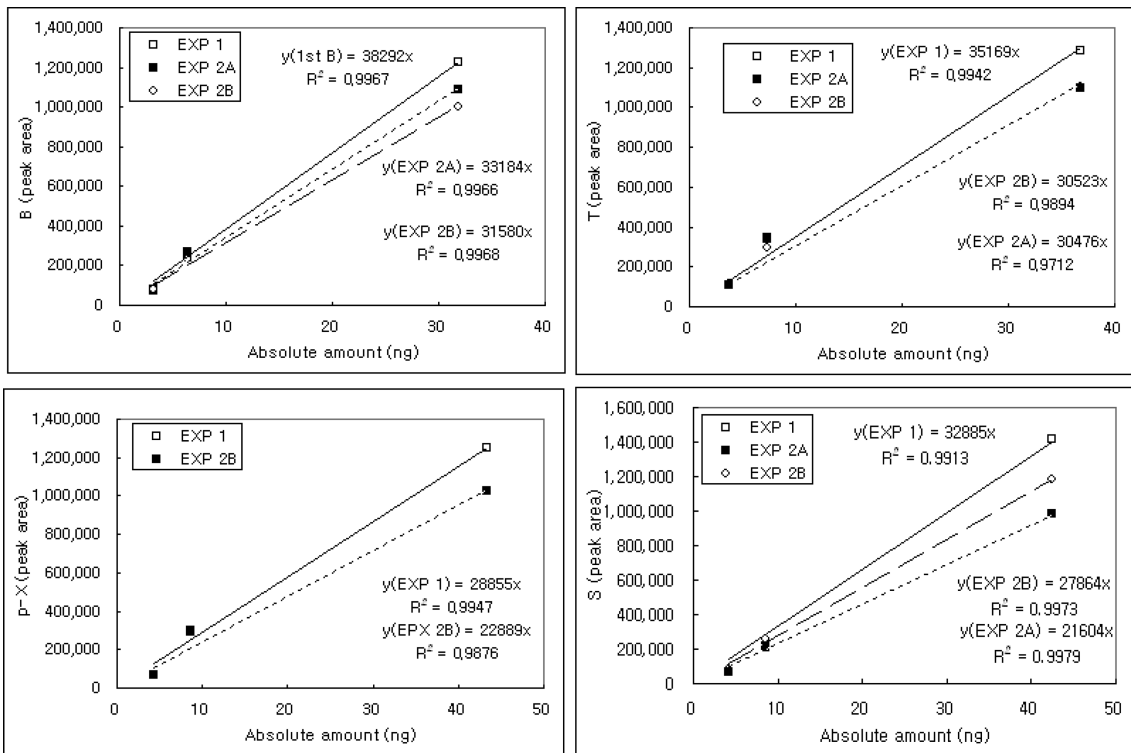 1,400,000
1,200,000
1,000,000
800,000
600,000
400,000
200,000
0
B (peak area)
EXP 1
EXP 2A
EXP 2B
y(1st B) = 38292x
R² = 0,9967
y(EXP 2A) = 33184x
R² = 0,9966
y(EXP 2B) = 31580x
R² = 0,9968
0 10 20 30 40
Absolute amount (ng)
1,400,000
1,200,000
1,000,000
800,000
600,000
400,000
200,000
0
T (peak area)
EXP 1
EXP 2A
EXP 2B
y(EXP 1) = 35169x
R² = 0,9942
y(EXP 2B) = 30523x
R² = 0,9894
y(EXP 2A) = 30476x
R² = 0,9712
0 10 20 30 40
Absolute amount (ng)
1,400,000
1,200,000
1,000,000
800,000
600,000
400,000
200,000
0
p-X (peak area)
EXP 1
EXP 2B
y(EXP 1) = 28855x
R² = 0,9947
y(EPX 2B) = 22889x
R² = 0,9876
0 10 20 30 40 50
Absolute amount (ng)
1,600,000
1,400,000
1,200,000
1,000,000
800,000
600,000
400,000
200,000
0
S (peak area)
EXP 1
EXP 2A
EXP 2B
y(EXP 1) = 32885x
R² = 0.9913
y(EXP 2B) = 27864x
R² = 0.9973
y(EXP 2A) = 21604x
R² = 0.9979
0 10 20 30 40 50
Absolute amount (ng)